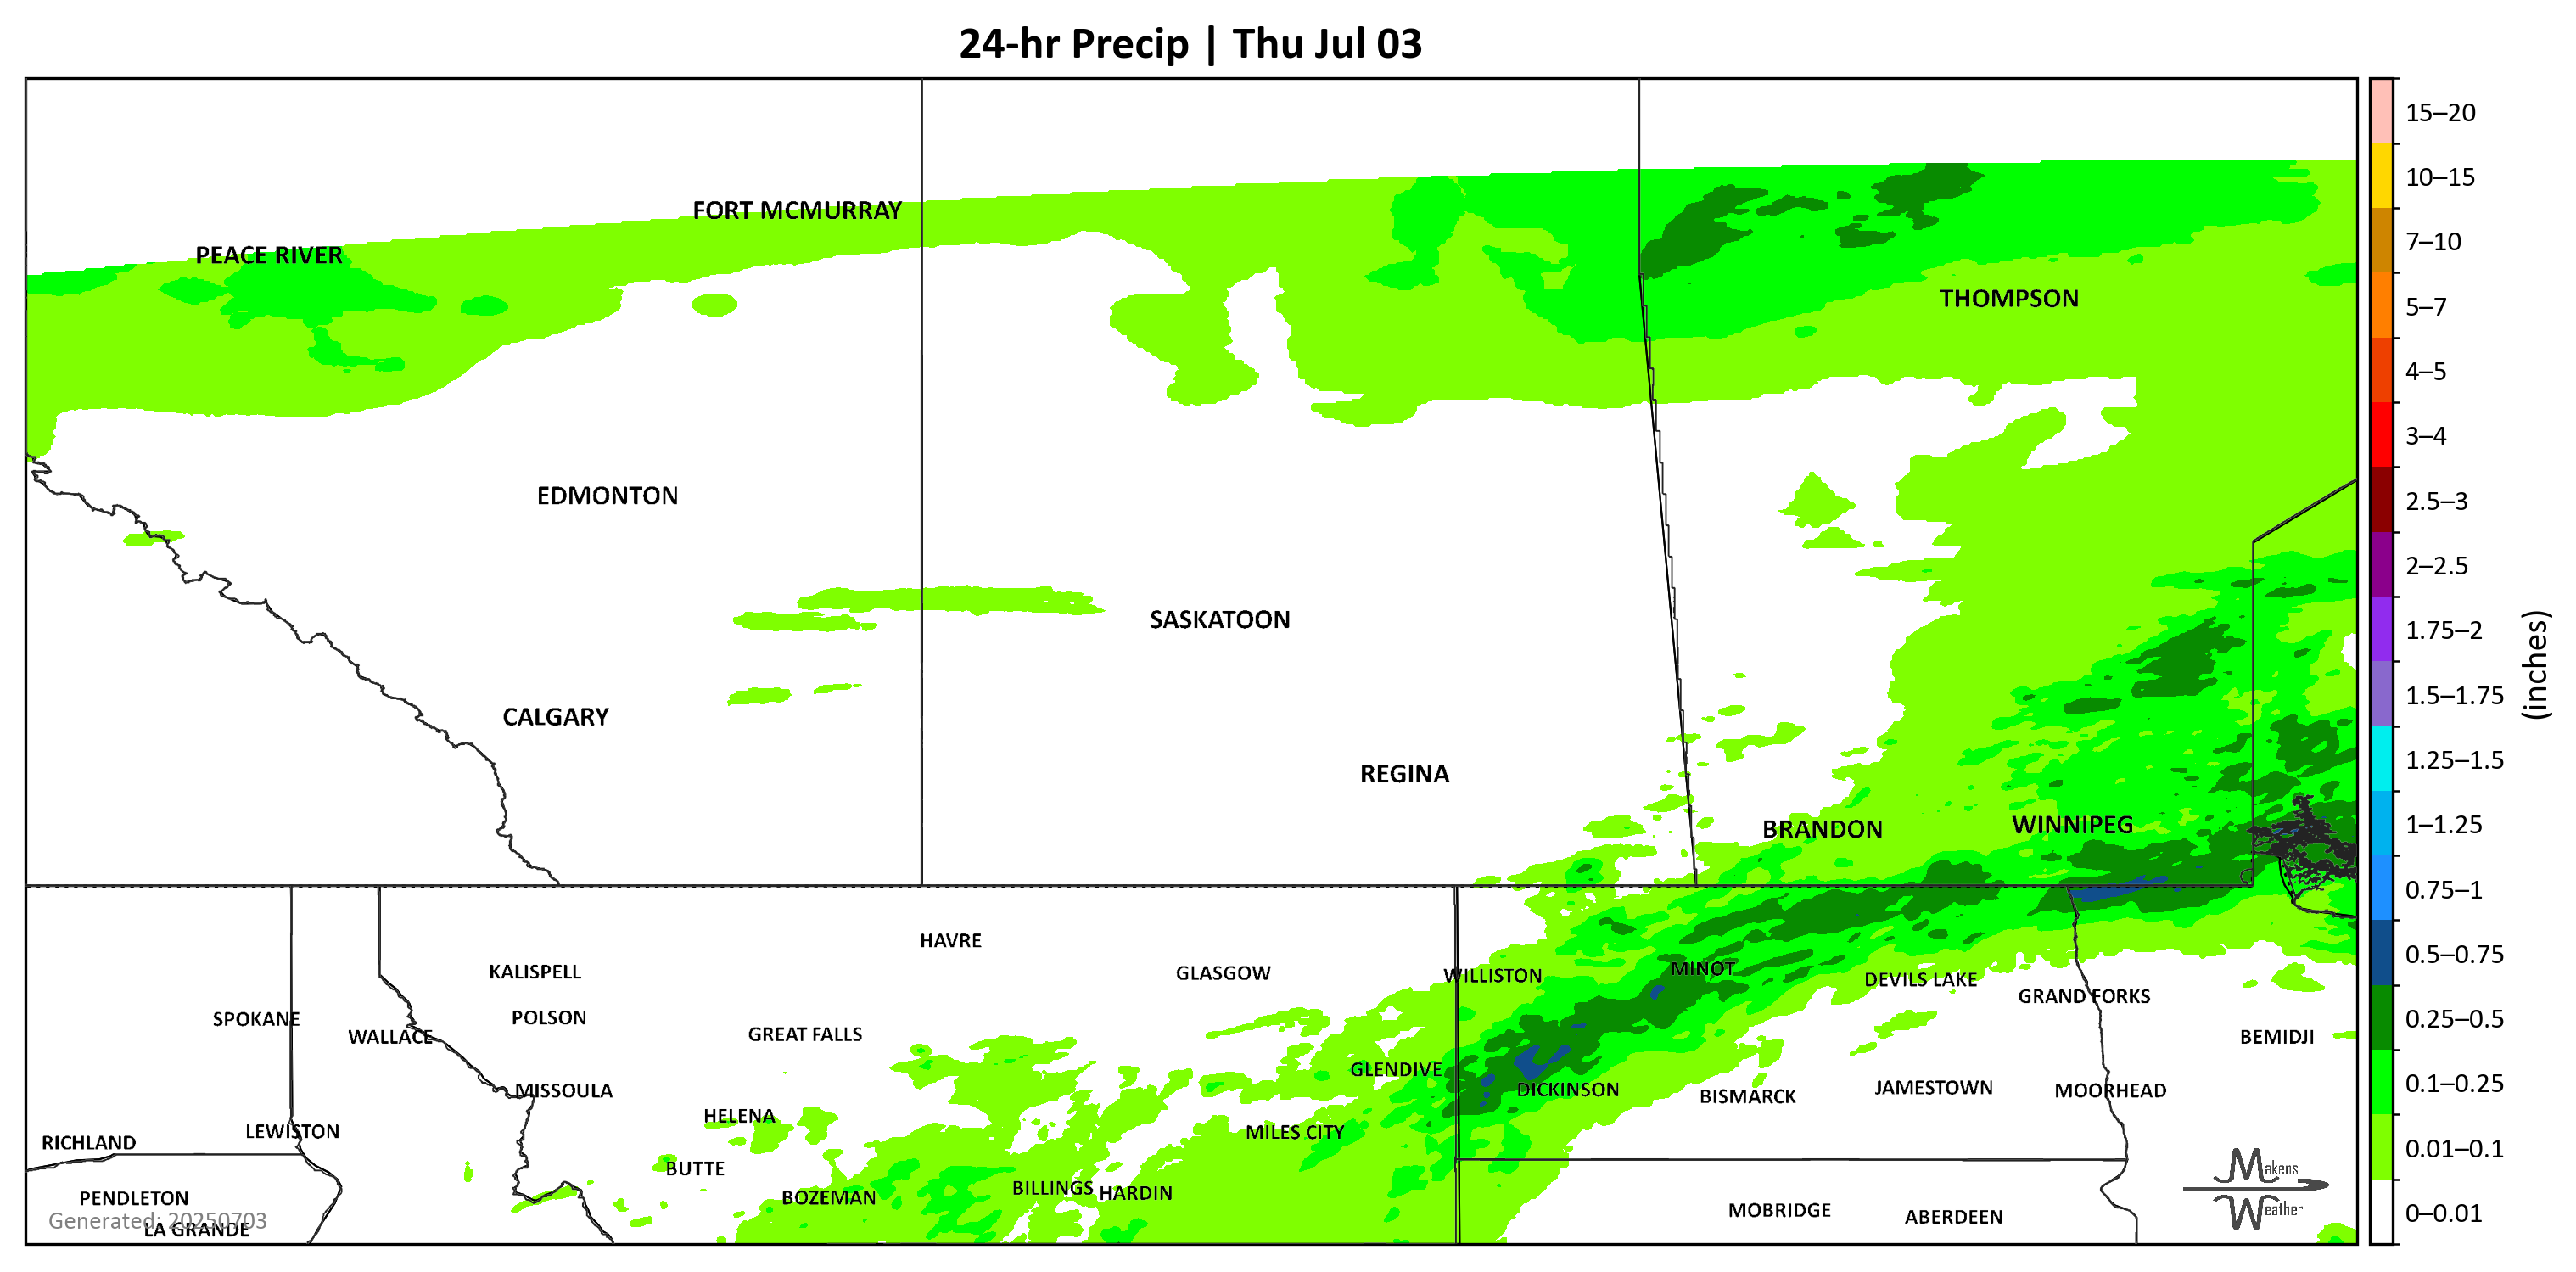 24-hr Precip | Thu Jul 03
15–20
10–15
7–10
5–7
4–5
3–4
2.5–3
2–2.5
1.75–2
1.5–1.75
1.25–1.5
1–1.25
0.75–1
0.5–0.75
0.25–0.5
0.1–0.25
0.01–0.1
0–0.01
(inches)
FORT MCMURRAY
PEACE RIVER
THOMPSON
EDMONTON
SASKATOON
CALGARY
REGINA
BRANDON
WINNIPEG
HAVRE
KALISPELL
GLASGOW
WILLISTON
MINOT
DEVILS LAKE
GRAND FORKS
SPOKANE
POLSON
WALLACE
GREAT FALLS
BEMIDJI
GLENDIVE
MISSOULA
DICKINSON
BISMARCK
JAMESTOWN
MOORHEAD
HELENA
LEWISTON
MILES CITY
RICHLAND
BUTTE
BILLINGS
HARDIN
PENDLETON
BOZEMAN
MOBRIDGE
ABERDEEN
Generated: 20250703
LA GRANDE
Makens
Weather